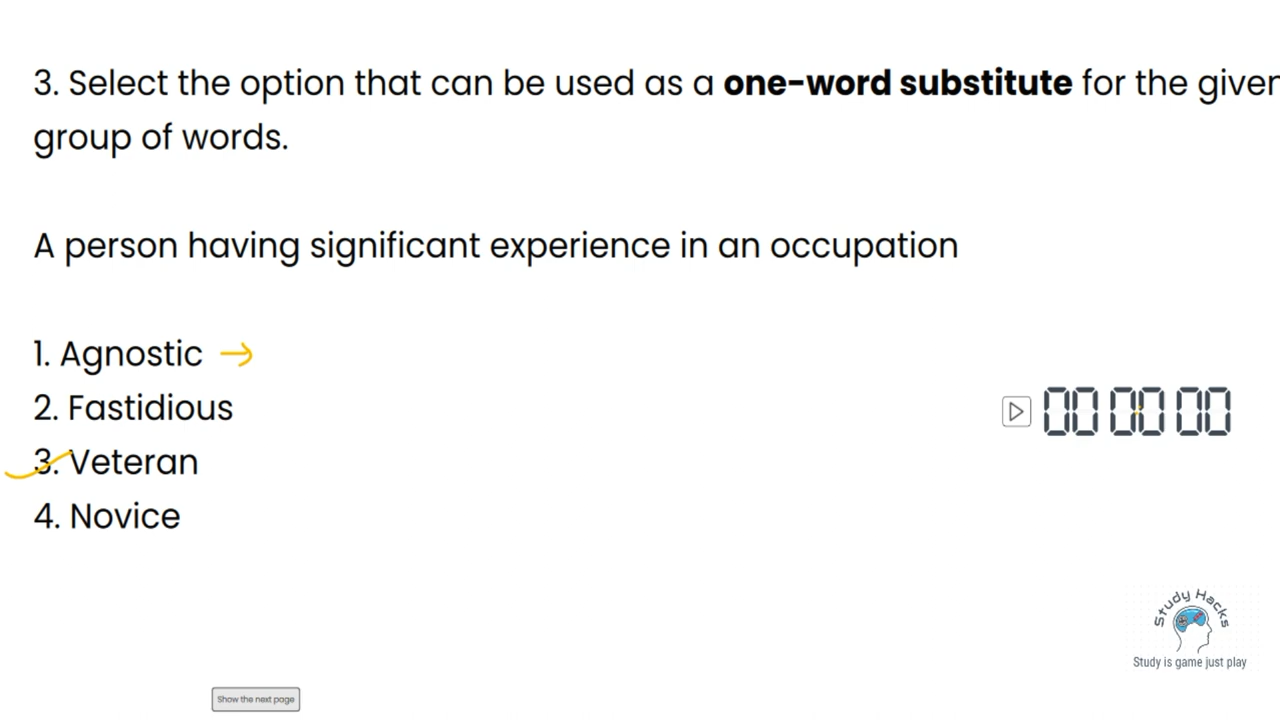 3. Select the option that can be used as a one-word substitute for the given
group of words.
A person having significant experience in an occupation
1. Agnostic →
2. Fastidious
3. Veteran
4. Novice
00 00 00
Study Hacks
Study is game just play
Show the next page